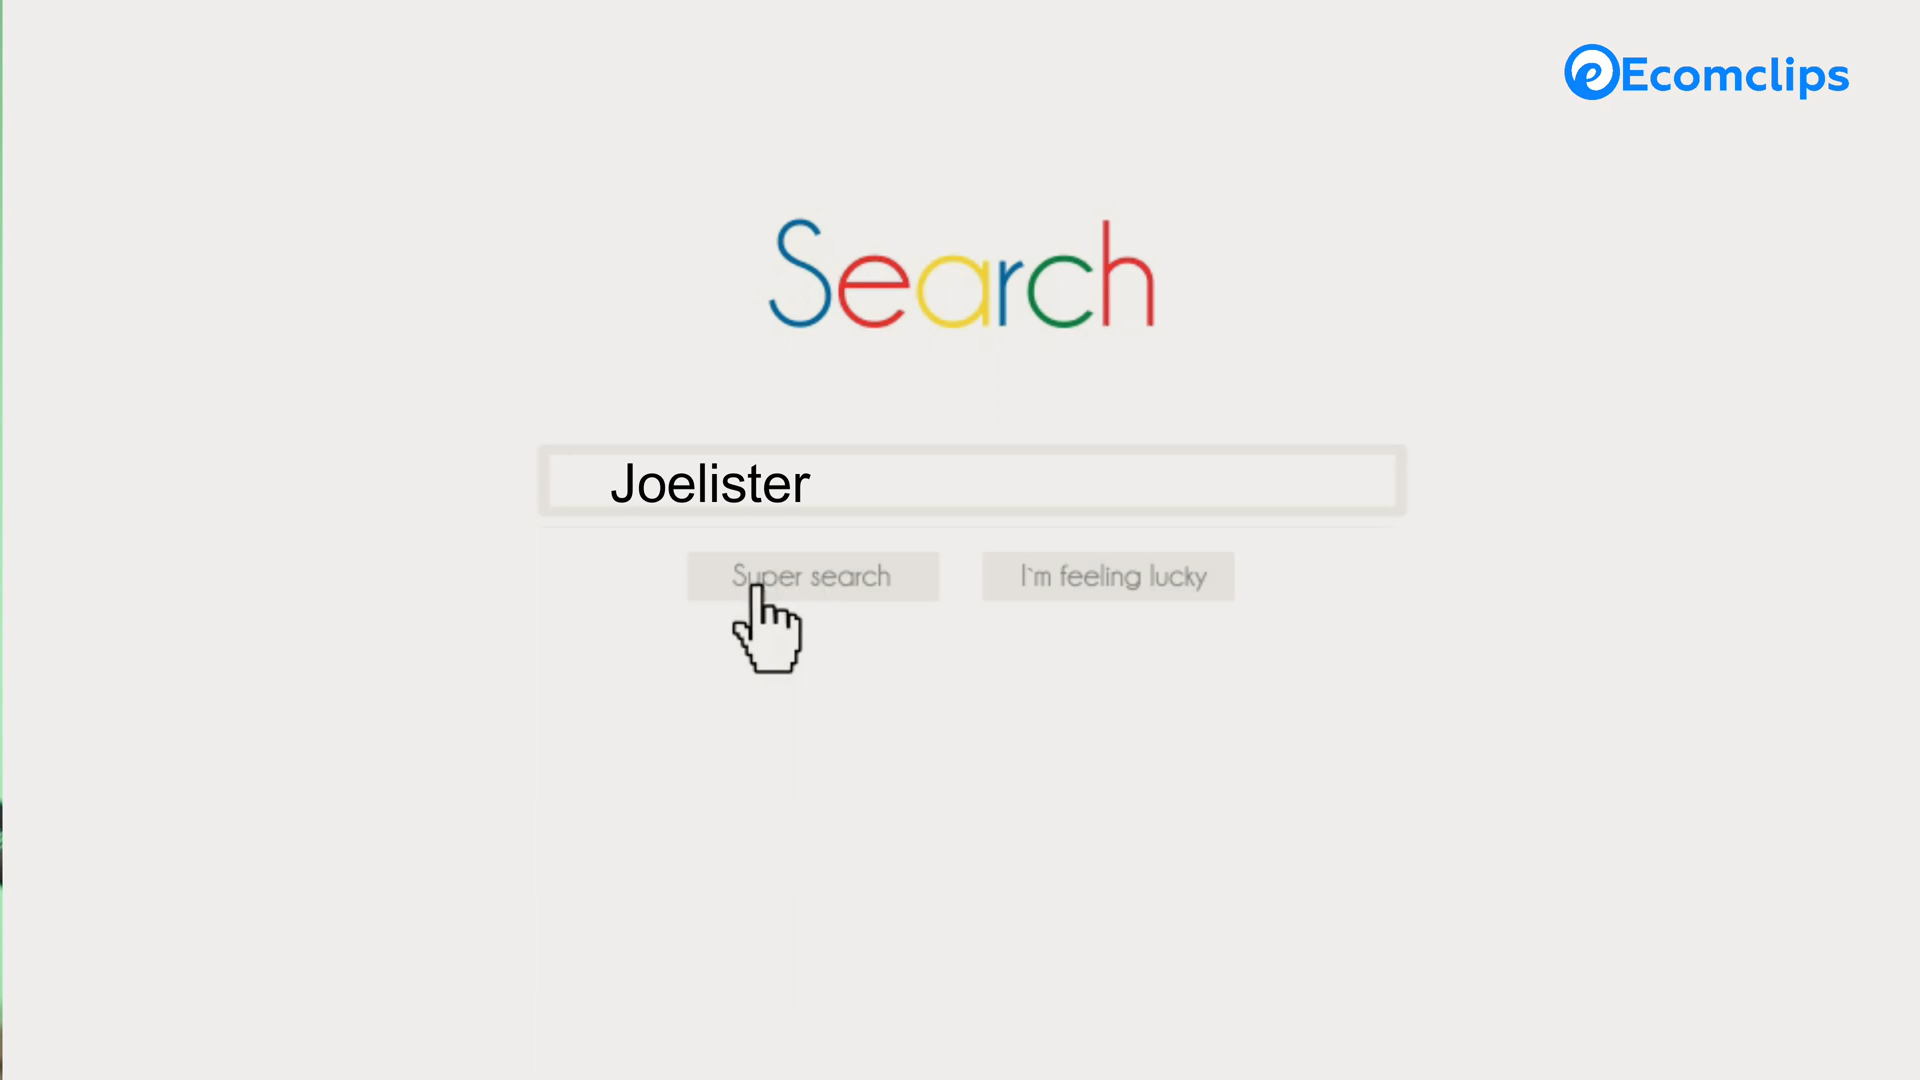 Ecomclips
Search
Joelister
Super search
I`m feeling lucky